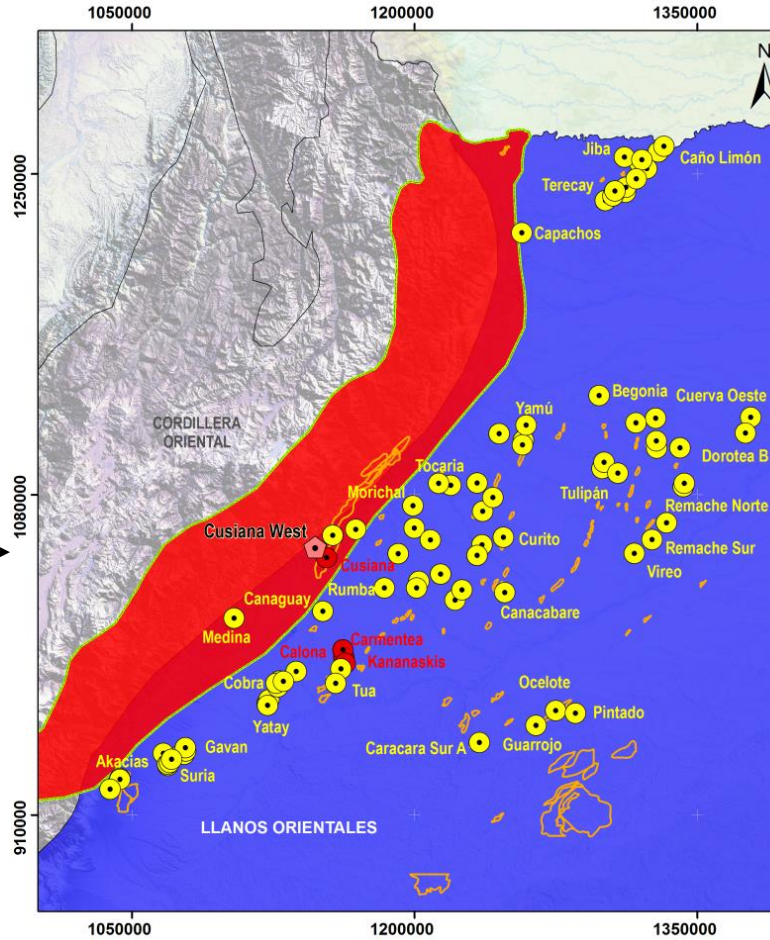 1050000
1200000
1350000
N
Jiba
Caño Limón
1250000
Terecay
Capachos
Begonia
Cuerva Oeste
CORDILLERA
ORIENTAL
Yamú
Dorotea B
1080000
Tocaria
Morichal
Tulipán
Remache Norte
Cusiana West
Curito
Remache Sur
Cusiana
Vireo
Canaguay
Rumba
Canacabare
Medina
Carmentea
Calona
Kananaskis
Cobra
Tua
Ocelote
Yatay
Pintado
Gavan
Caracara Sur A
Guarrojo
Akacias
Suria
910000
LLANOS ORIENTALES
1050000
1200000
1350000